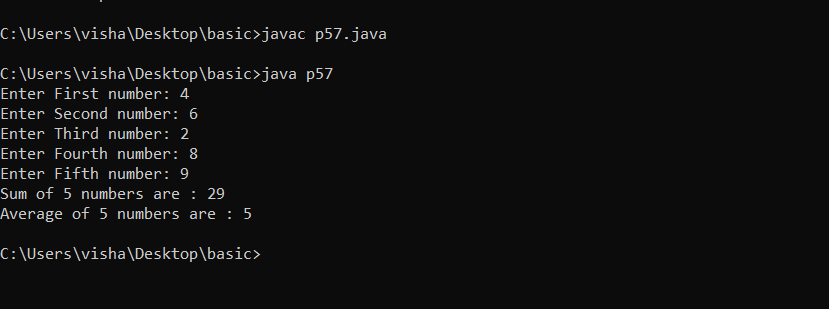 C:\Users\visha\Desktop\basic>javac p57.java
C:\Users\visha\Desktop\basic>java p57
Enter First number: 4
Enter Second number: 6
Enter Third number: 2
Enter Fourth number: 8
Enter Fifth number: 9
Sum of 5 numbers are : 29
Average of 5 numbers are : 5
C:\Users\visha\Desktop\basic>